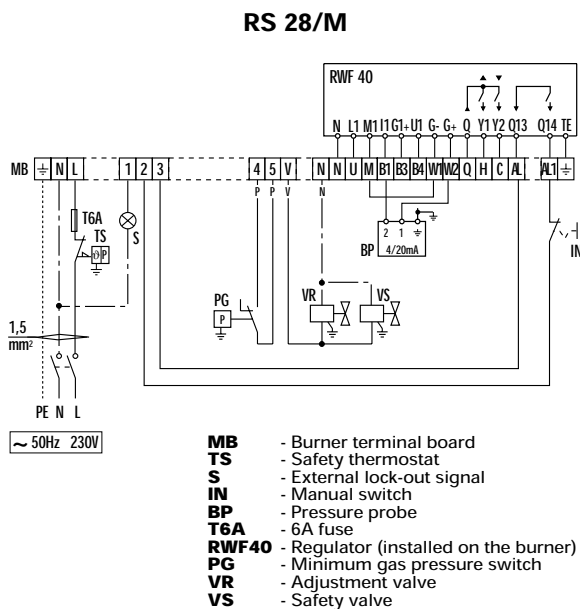 RS 28/M
RWF 40
N L1 M1 I1 G1+ U1 G- G+ Q Y1 Y2 Q13 Q14 TE
MB N L 1 2 3 4 5 V N N U M B1 B3 B4 W1 W2 Q H C AL AL1
P P V N
T6A
TS
ϑ P
S
2 1
BP 4/20mA
IN
PG
P
VR VS
1,5
mm²
PE N L
~ 50Hz 230V
MB - Burner terminal board
TS - Safety thermostat
S - External lock-out signal
IN - Manual switch
BP - Pressure probe
T6A - 6A fuse
RWF40 - Regulator (installed on the burner)
PG - Minimum gas pressure switch
VR - Adjustment valve
VS - Safety valve